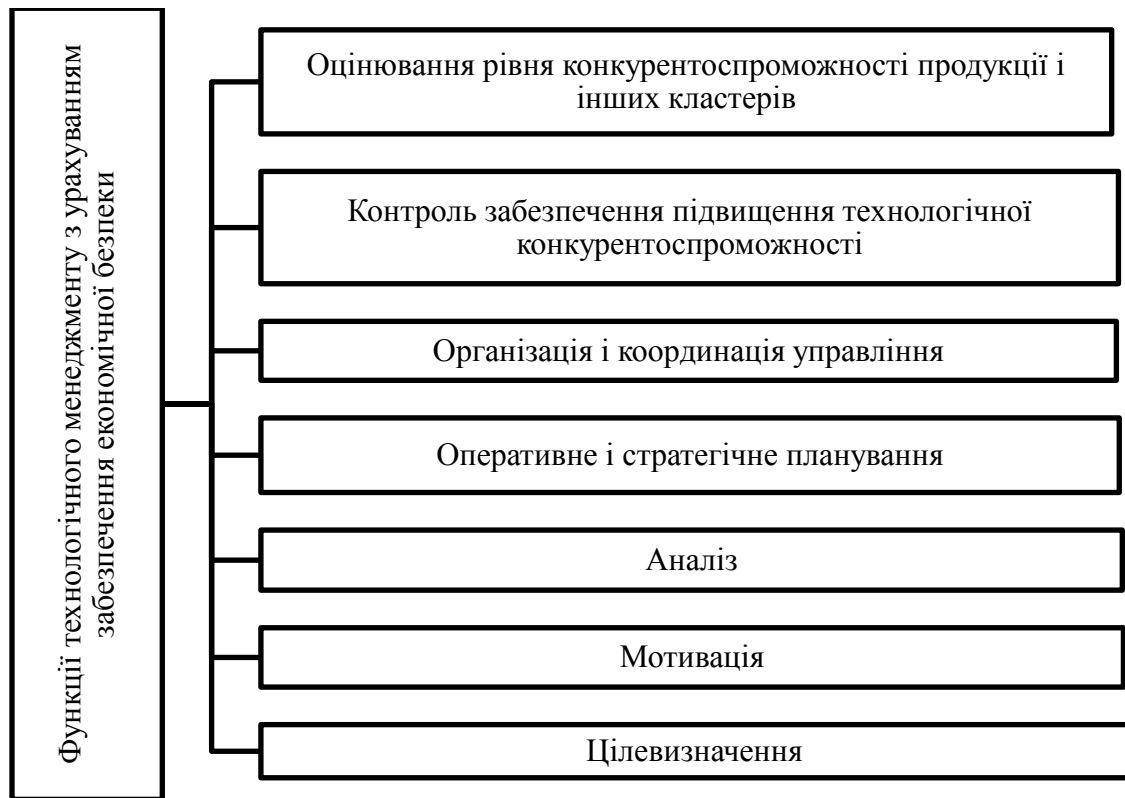 Функції технологічного менеджменту з урахуванням
забезпечення економічної безпеки
Оцінювання рівня конкурентоспроможності продукції і
інших кластерів
Контроль забезпечення підвищення технологічної
конкурентоспроможності
Організація і координація управління
Оперативне і стратегічне планування
Аналіз
Мотивація
Цілевизначення